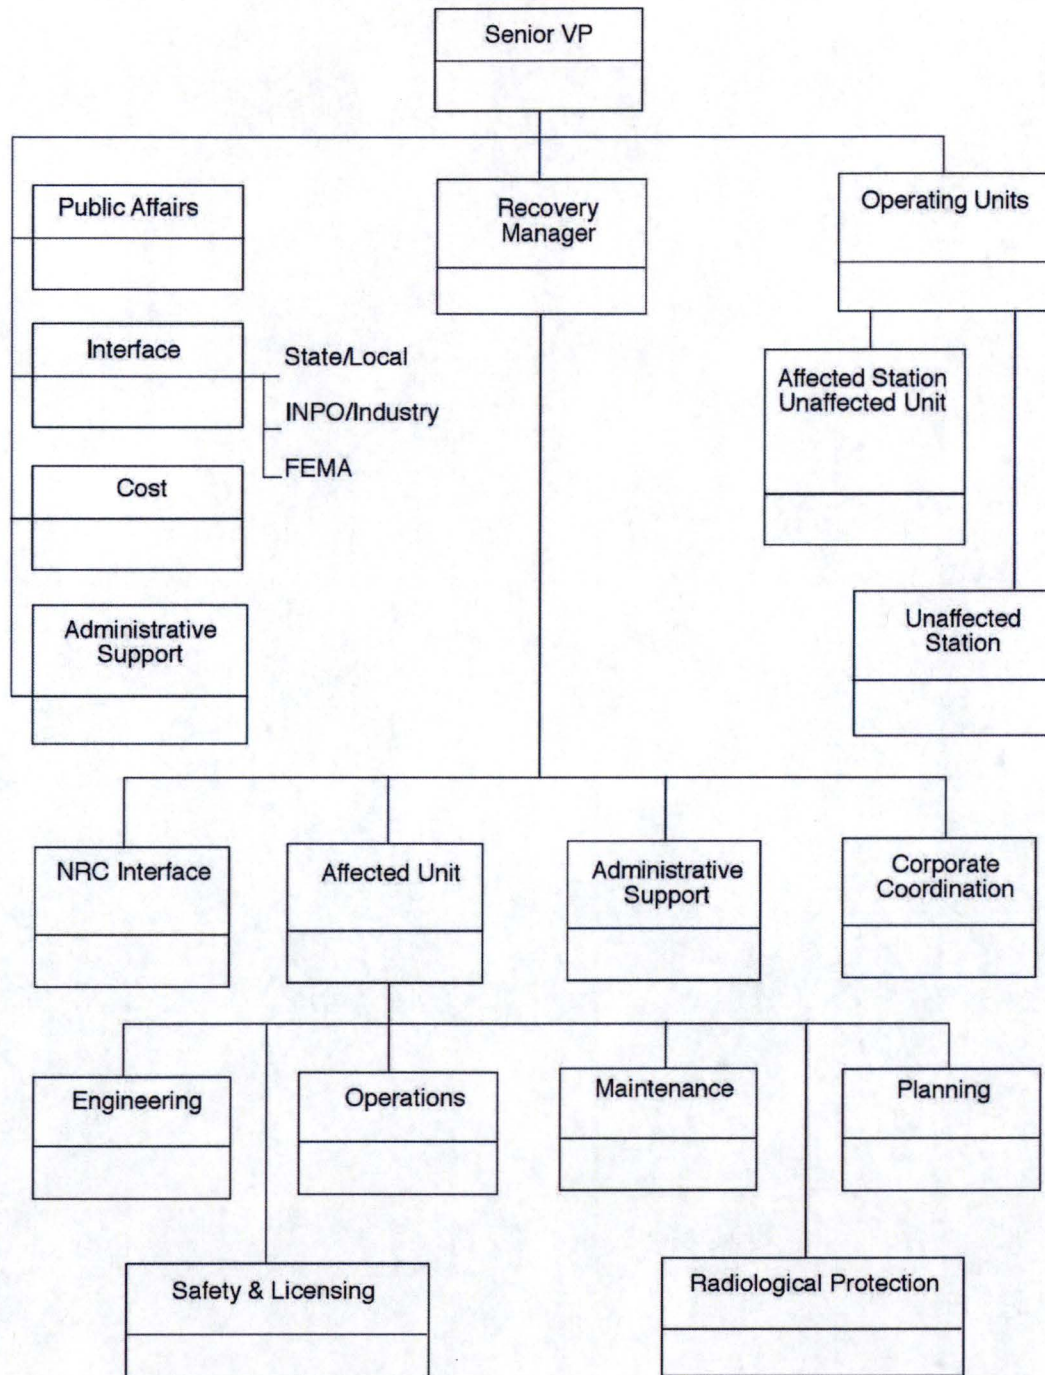 Senior VP
Public Affairs
Recovery
Manager
Operating Units
Interface
State/Local
INPO/Industry
FEMA
Affected Station
Unaffected Unit
Cost
Administrative
Support
Unaffected
Station
NRC Interface
Affected Unit
Administrative
Support
Corporate
Coordination
Engineering
Operations
Maintenance
Planning
Safety & Licensing
Radiological Protection